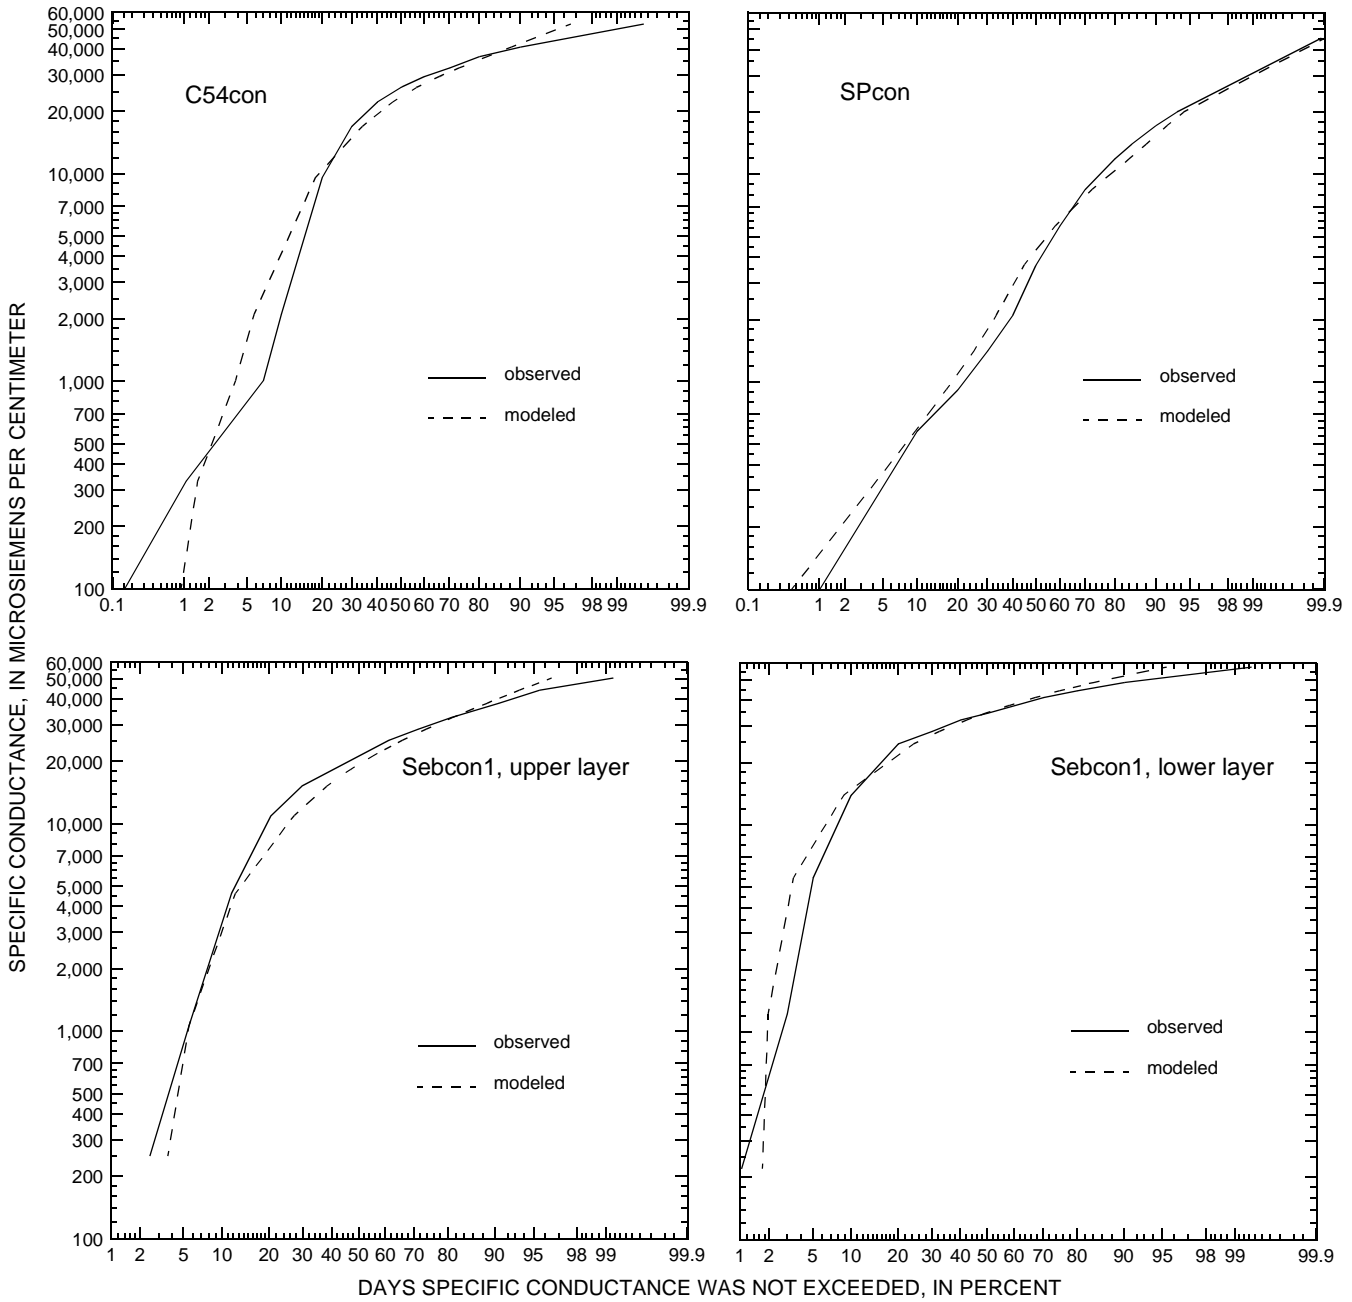 SPECIFIC CONDUCTANCE, IN MICROSIEMENS PER CENTIMETER
60,000
50,000
40,000
30,000
20,000
10,000
7,000
5,000
4,000
3,000
2,000
1,000
700
500
400
300
200
100
C54con
observed
modeled
0.1 1 2 5 10 20 30 40 50 60 70 80 90 95 98 99 99.9
SPcon
observed
modeled
0.1 1 2 5 10 20 30 40 50 60 70 80 90 95 98 99 99.9
60,000
50,000
40,000
30,000
20,000
10,000
7,000
5,000
4,000
3,000
2,000
1,000
700
500
400
300
200
100
Sebcon1, upper layer
observed
modeled
1 2 5 10 20 30 40 50 60 70 80 90 95 98 99 99.9
Sebcon1, lower layer
observed
modeled
1 2 5 10 20 30 40 50 60 70 80 90 95 98 99 99.9
DAYS SPECIFIC CONDUCTANCE WAS NOT EXCEEDED, IN PERCENT